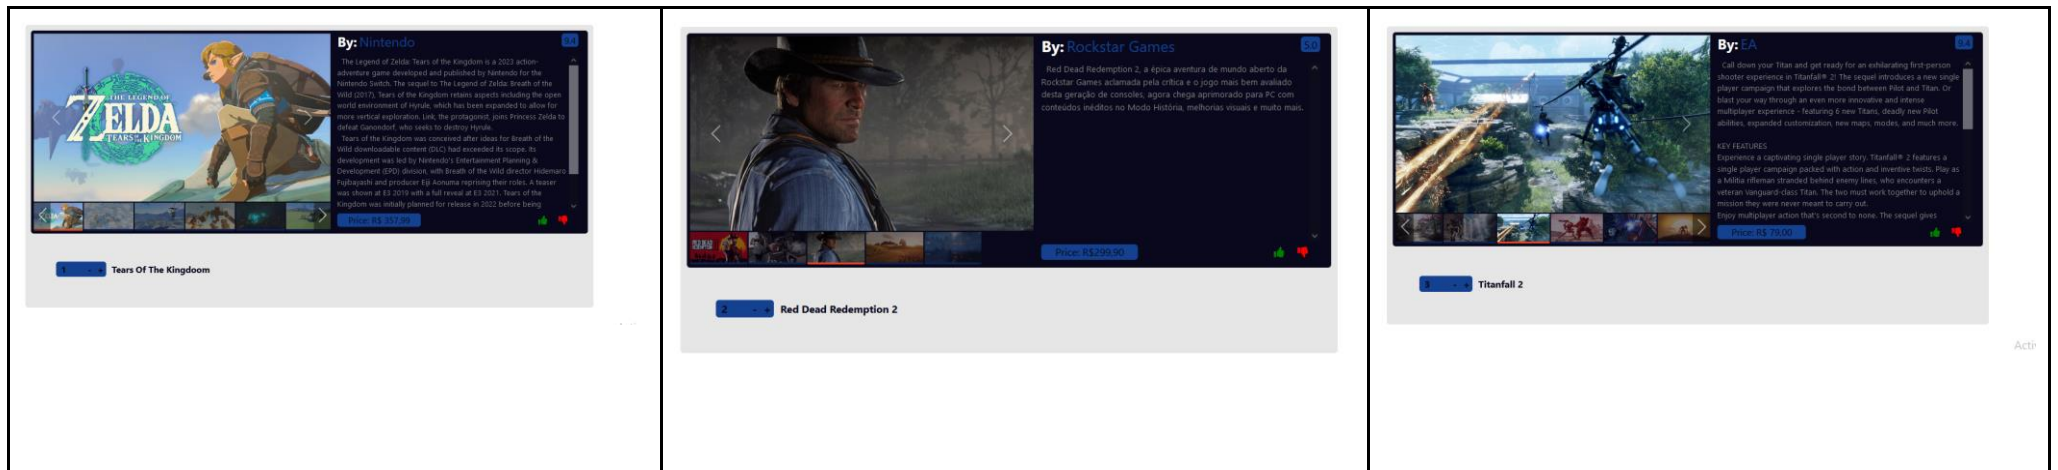 By: Nintendo
9.4
The Legend of Zelda: Tears of the Kingdom is a 2023 action-
adventure game developed and published by Nintendo for the
Nintendo Switch. The sequel to The Legend of Zelda: Breath of the
Wild (2017), Tears of the Kingdom retains aspects including the open
world environment of Hyrule, which has been expanded to allow for
more vertical exploration. Link, the protagonist, joins Princess Zelda to
defeat Ganondorf, who seeks to destroy Hyrule.
Tears of the Kingdom was conceived after ideas for Breath of the
Wild downloadable content (DLC) had exceeded its scope. Its
development was led by Nintendo's Entertainment Planning &
Development (EPD) division, with Breath of the Wild director Hidemaro
Fujibayashi and producer Eiji Aonuma reprising their roles. A teaser
was shown at E3 2019 with a full reveal at E3 2021. Tears of the
Kingdom was initially planned for release in 2022 before being
THE LEGEND OF
ZELDA
TEARS OF THE KINGDOM
Price: R$ 357,99
1 - + Tears Of The Kingdoom
By: Rockstar Games
5.0
Red Dead Redemption 2, a épica aventura de mundo aberto da
Rockstar Games aclamada pela crítica e o jogo mais bem avaliado
desta geração de consoles, agora chega aprimorado para PC com
conteúdos inéditos no Modo História, melhorias visuais e muito mais.
Price: R$299,90
2 - + Red Dead Redemption 2
By: EA
9.4
Call down your Titan and get ready for an exhilarating first-person
shooter experience in Titanfall® 2! The sequel introduces a new single
player campaign that explores the bond between Pilot and Titan. Or
blast your way through an even more innovative and intense
multiplayer experience - featuring 6 new Titans, deadly new Pilot
abilities, expanded customization, new maps, modes, and much more.
KEY FEATURES
Experience a captivating single player story. Titanfall® 2 features a
single player campaign packed with action and inventive twists. Play as
a Militia rifleman stranded behind enemy lines, who encounters a
veteran Vanguard-class Titan. The two must work together to uphold a
mission they were never meant to carry out.
Enjoy multiplayer action that's second to none. The sequel gives
Price: R$ 79,00
3 - + Titanfall 2